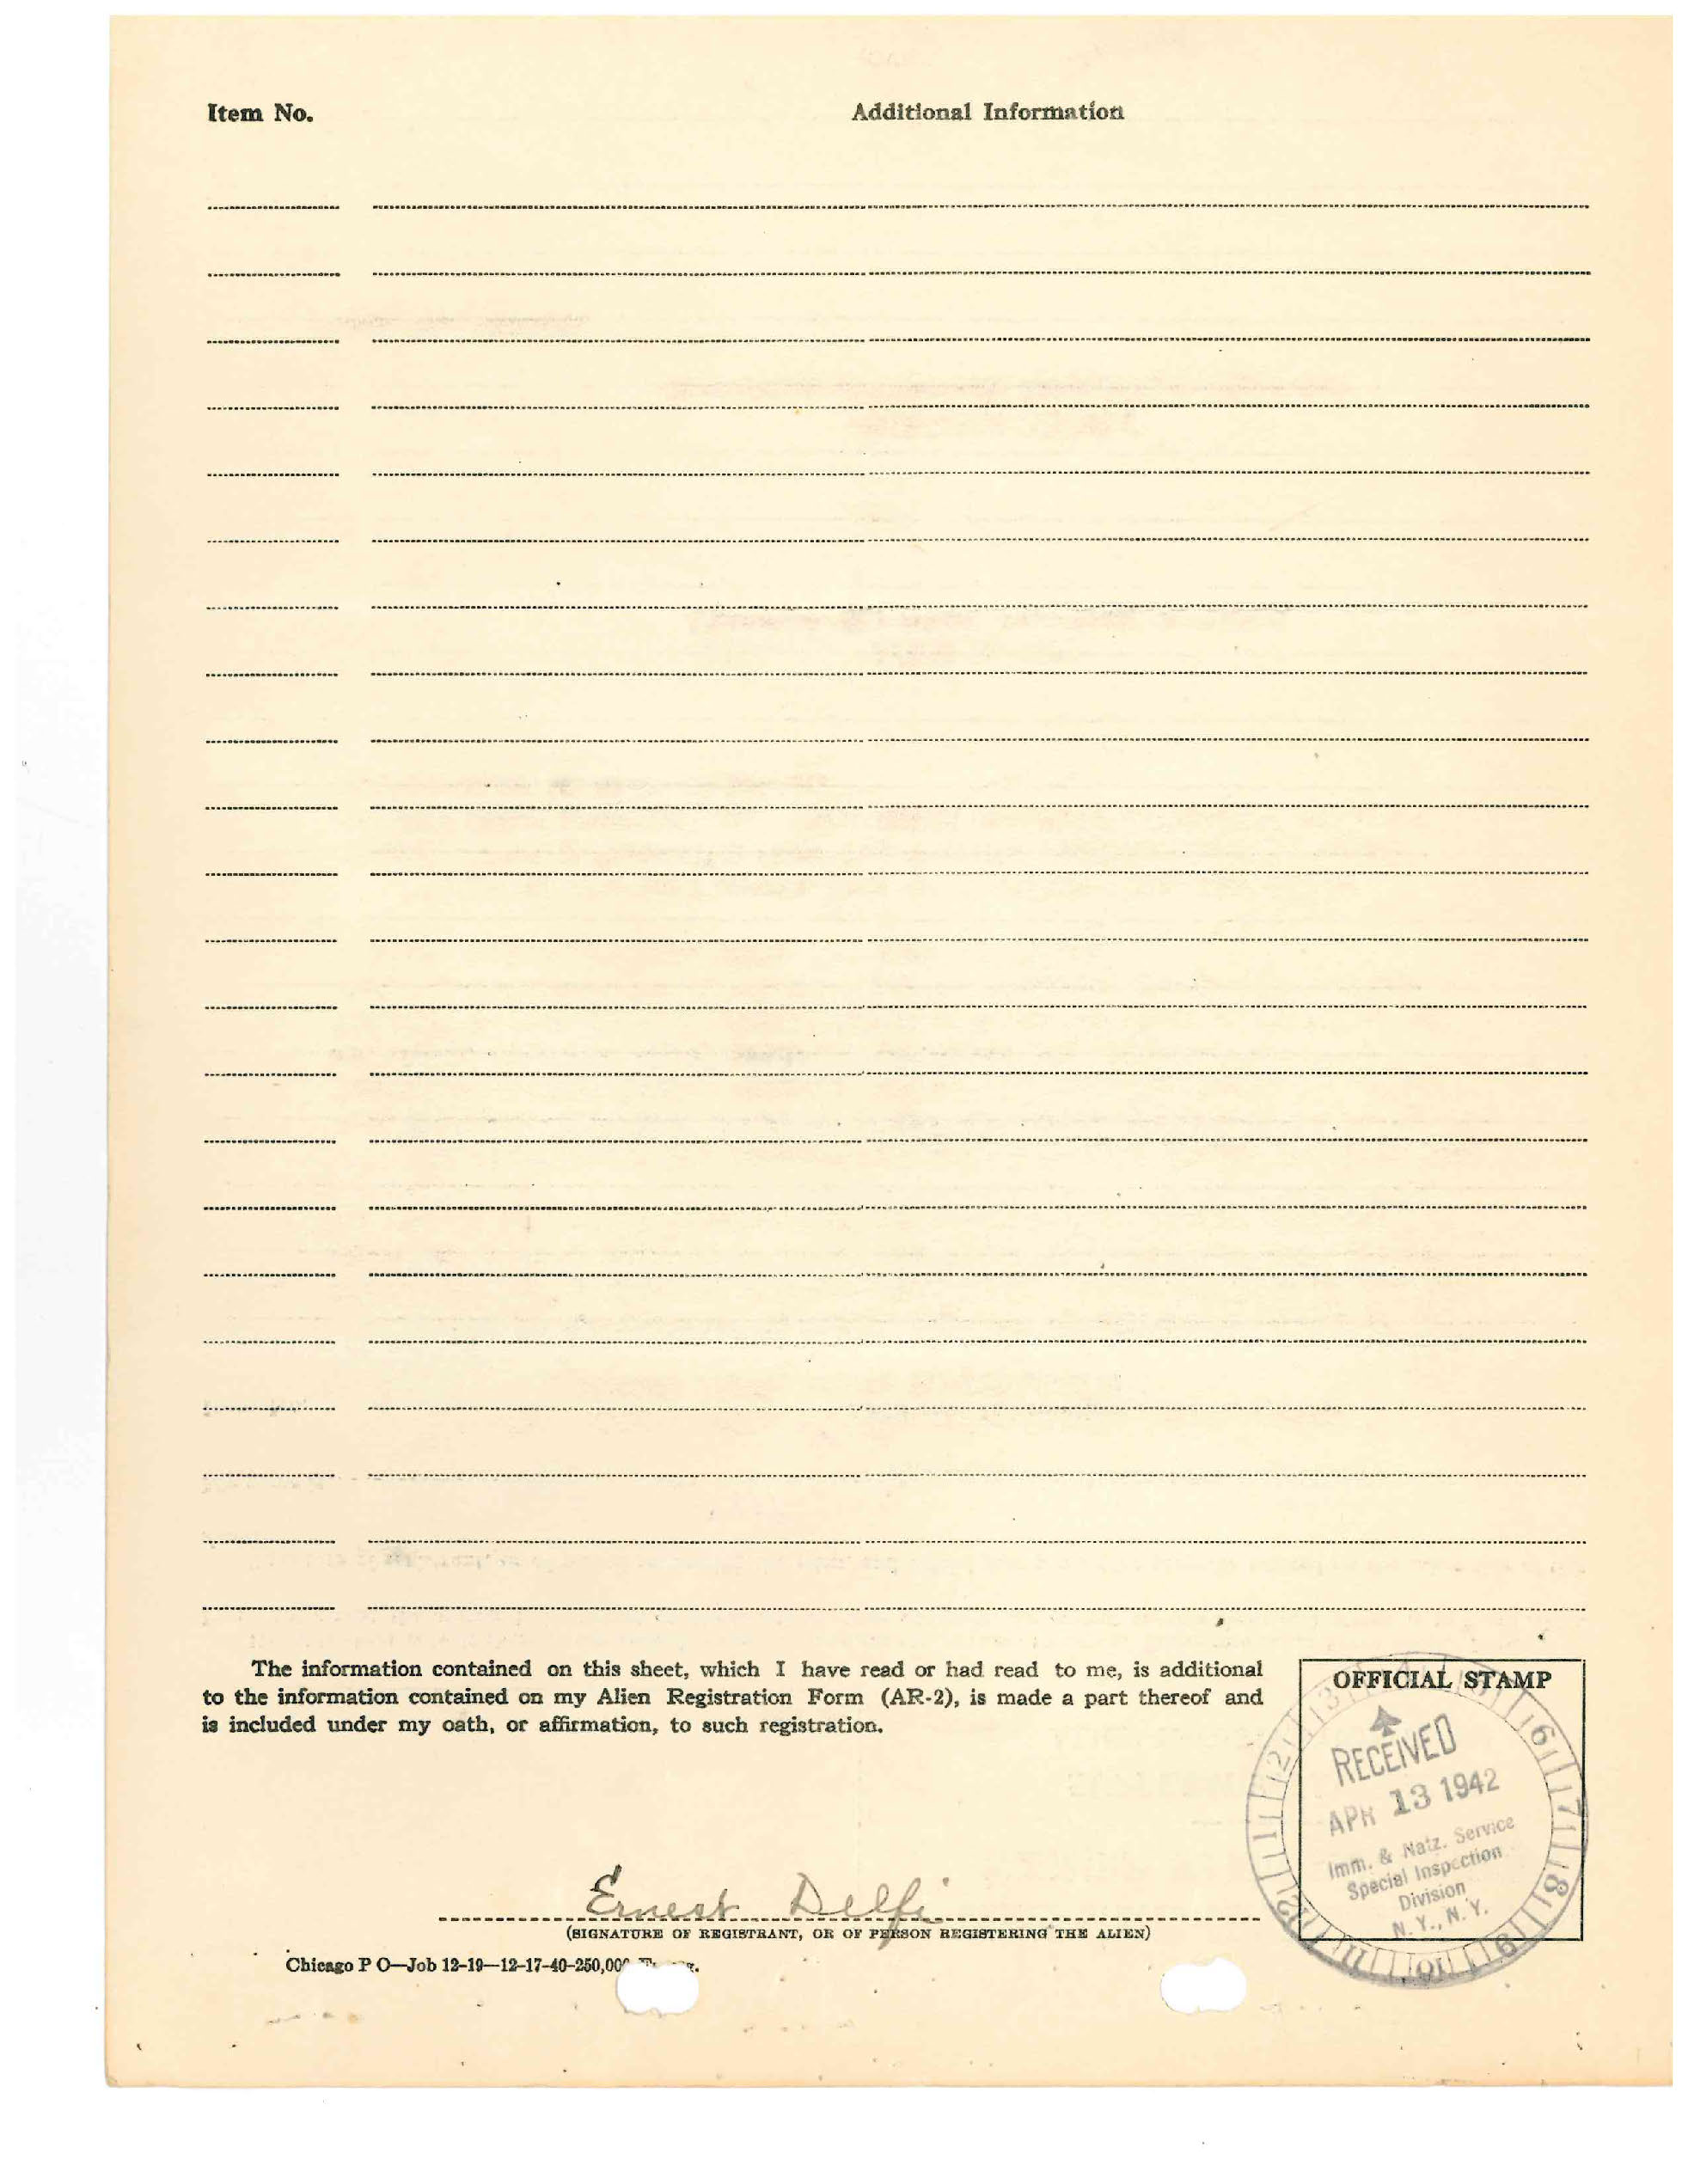 Item No. Additional Information
The information contained on this sheet, which I have read or had read to me, is additional
to the information contained on my Alien Registration Form (AR-2), is made a part thereof and
is included under my oath, or affirmation, to such registration.
OFFICIAL STAMP
RECEIVED
APR 13 1942
Imm. & Natz. Service
Special Inspection
Division
N. Y., N. Y.
Ernest Delfi
(SIGNATURE OF REGISTRANT, OR OF PERSON REGISTERING THE ALIEN)
Chicago P O—Job 12-19—12-17-40-250,00